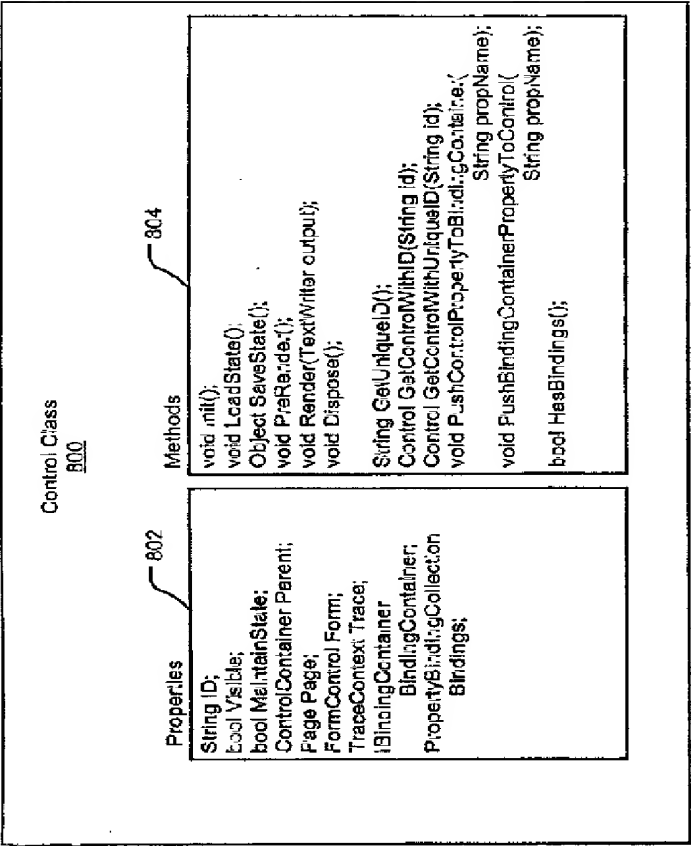 Control Class
800
Properties
802
String ID;
bool Visible;
bool MaintainState;
ControlContainer Parent;
Page Page;
FormControl Form;
TraceContext Trace;
IBindingContainer
BindingContainer;
PropertyBindingCollection
Bindings;
Methods
804
void Init();
void LoadState();
Object SaveState();
void PreRender();
void Render(TextWriter output);
void Dispose();
String GetUniqueID();
Control GetControlWithID(String id);
Control GetControlWithUniqueID(String id);
void PushControlPropertyToBindingContainer(
String propName);
void PushBindingContainerPropertyToControl(
String propName);
bool HasBindings();